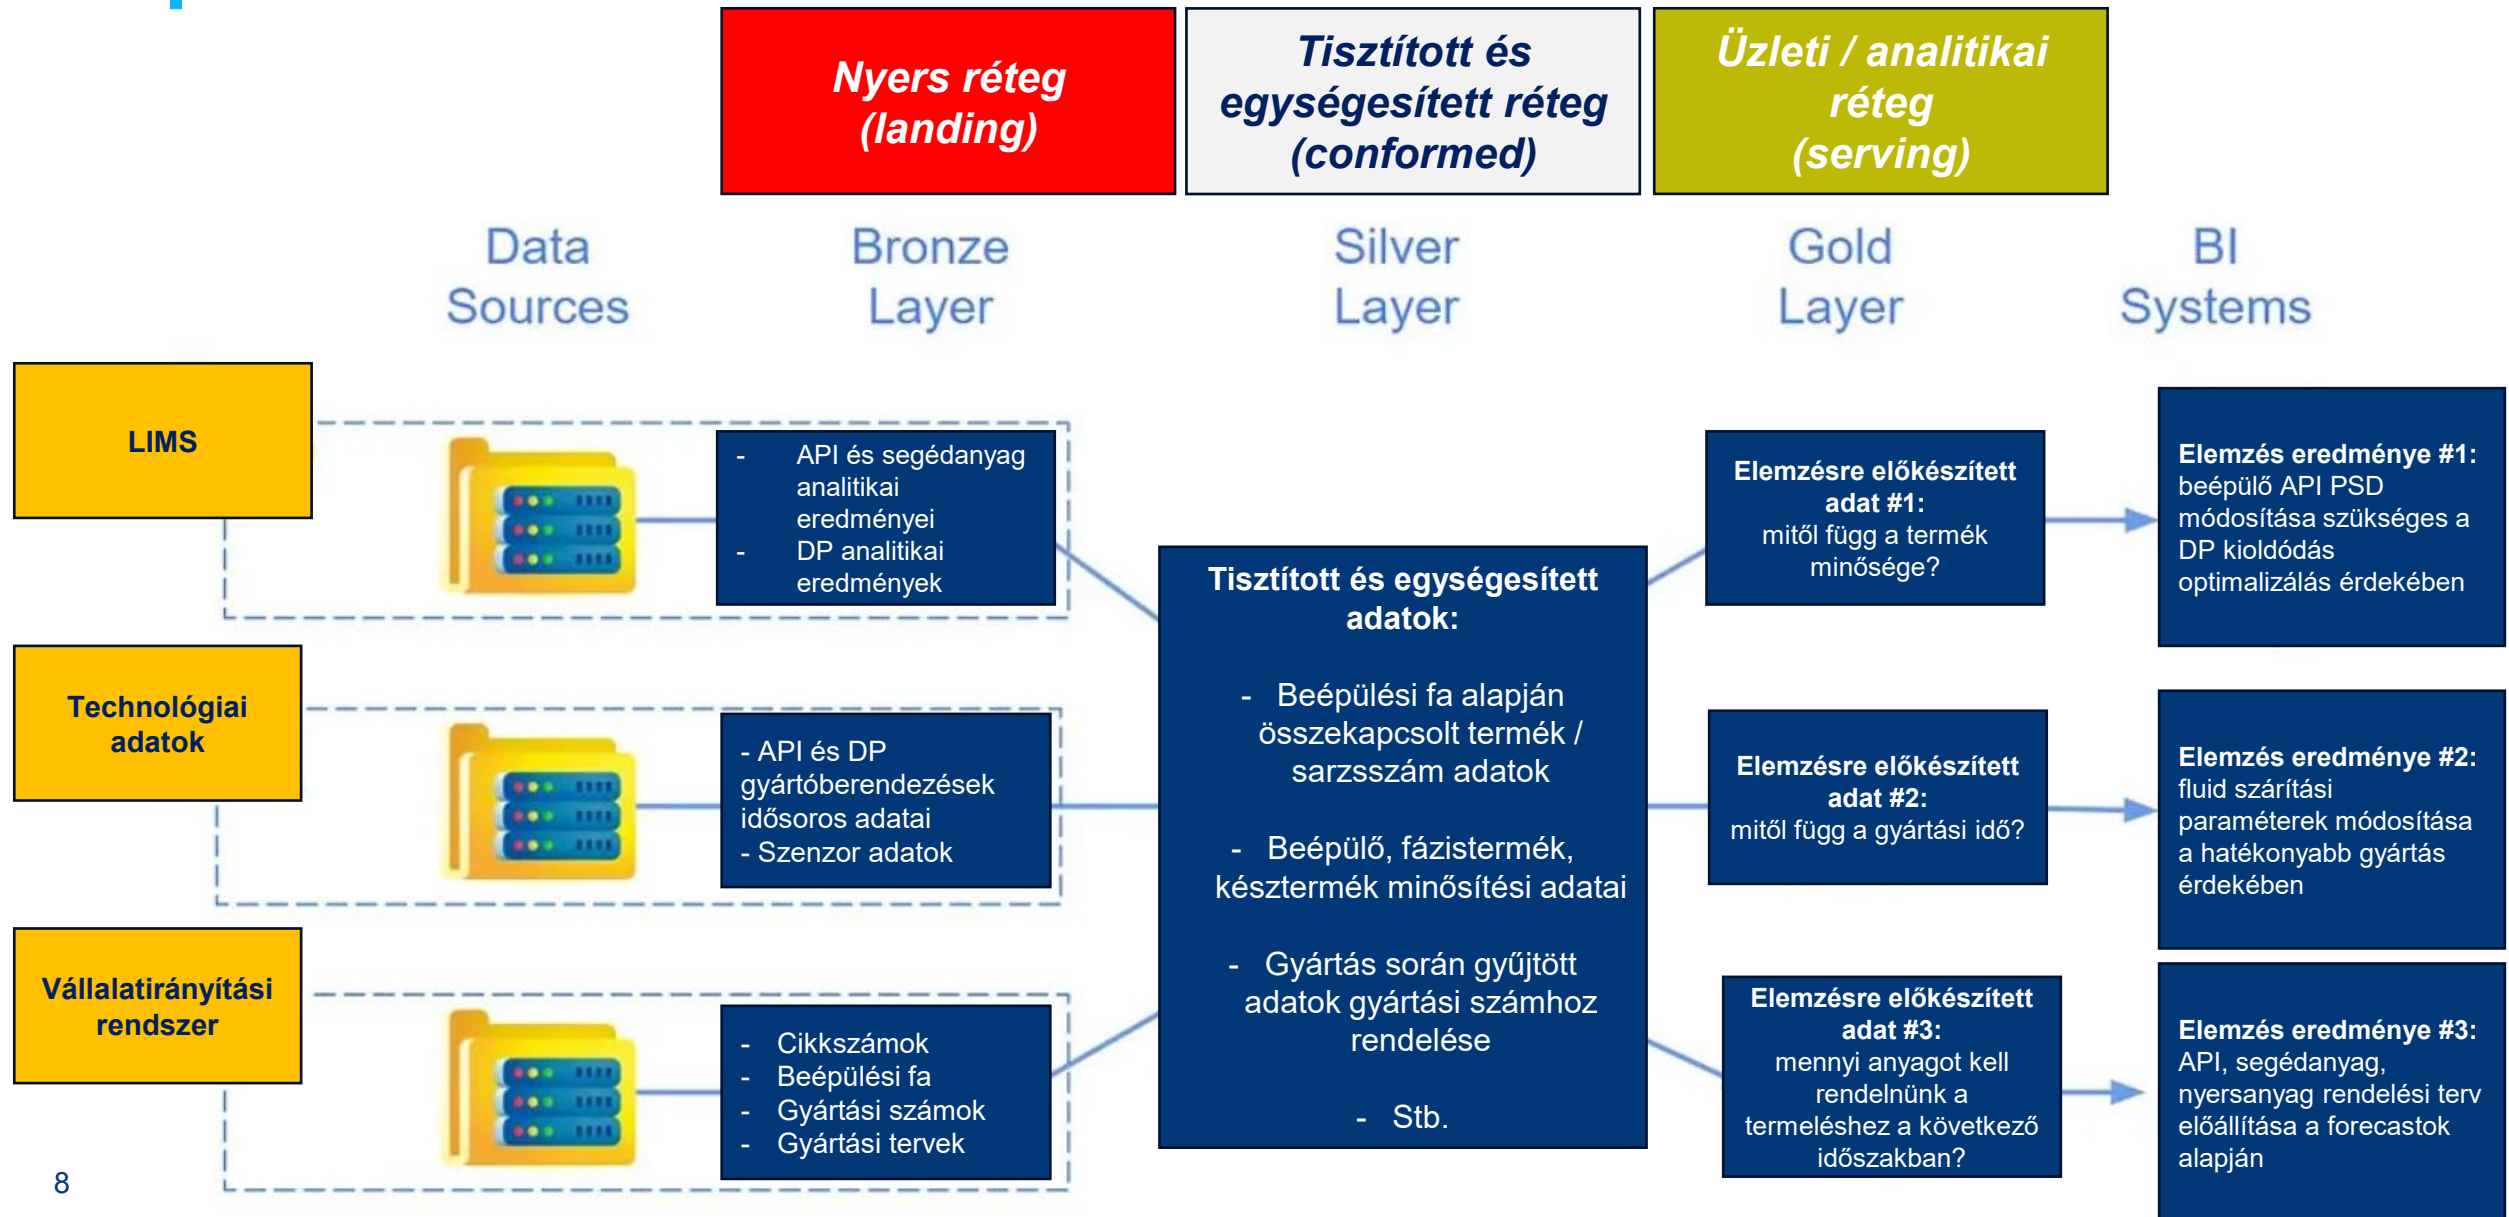 Nyers réteg
(landing)
Tisztított és
egységesített réteg
(conformed)
Üzleti / analitikai
réteg
(serving)
Data
Sources
Bronze
Layer
Silver
Layer
Gold
Layer
BI
Systems
LIMS
- API és segédanyag
analitikai
eredményei
- DP analitikai
eredmények
Technológiai
adatok
- API és DP
gyártóberendezések
idősoros adatai
- Szenzor adatok
Vállalatirányítási
rendszer
- Cikkszámok
- Beépülési fa
- Gyártási számok
- Gyártási tervek
Tisztított és egységesített
adatok:
- Beépülési fa alapján
összekapcsolt termék /
sarzsszám adatok
- Beépülő, fázistermék,
késztermék minősítési adatai
- Gyártás során gyűjtött
adatok gyártási számhoz
rendelése
- Stb.
Elemzésre előkészített
adat #1:
mitől függ a termék
minősége?
Elemzésre előkészített
adat #2:
mitől függ a gyártási idő?
Elemzésre előkészített
adat #3:
mennyi anyagot kell
rendelnünk a
termeléshez a következő
időszakban?
Elemzés eredménye #1:
beépülő API PSD
módosítása szükséges a
DP kioldódás
optimalizálás érdekében
Elemzés eredménye #2:
fluid szárítási
paraméterek módosítása
a hatékonyabb gyártás
érdekében
Elemzés eredménye #3:
API, segédanyag,
nyersanyag rendelési terv
előállítása a forecastok
alapján
8